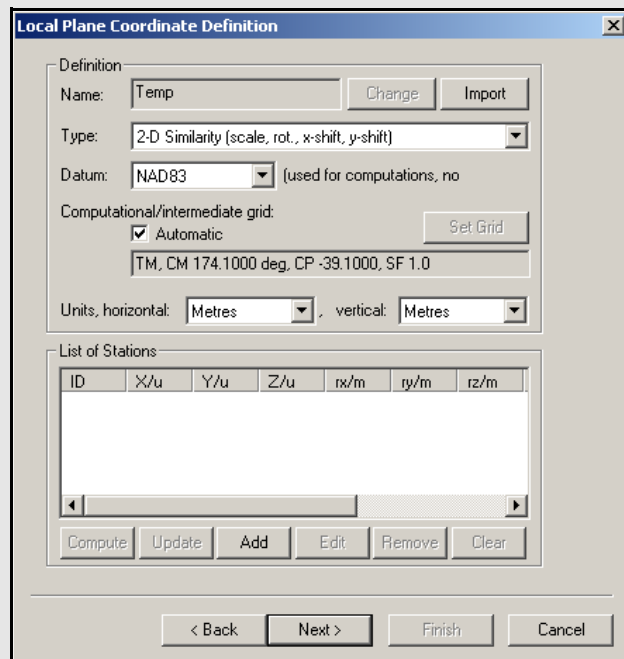 Local Plane Coordinate Definition
Definition
Name: Temp Change Import
Type: 2-D Similarity (scale, rot., x-shift, y-shift)
Datum: NAD83 (used for computations, no
Computational/intermediate grid:
Automatic Set Grid
TM, CM 174.1000 deg, CP -39.1000, SF 1.0
Units, horizontal: Metres , vertical: Metres
List of Stations
ID X/u Y/u Z/u rx/m ry/m rz/m
Compute Update Add Edit Remove Clear
< Back Next > Finish Cancel